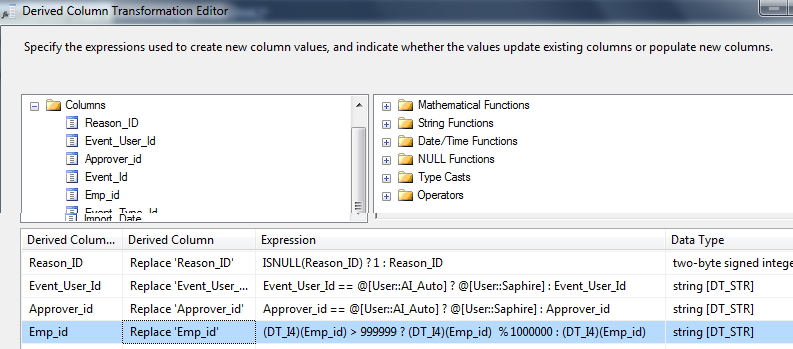 Derived Column Transformation Editor
Specify the expressions used to create new column values, and indicate whether the values update existing columns or populate new columns.
Columns
Reason_ID
Event_User_Id
Approver_id
Event_Id
Emp_id
Event_Type_Id
Import_Date
Mathematical Functions
String Functions
Date/Time Functions
NULL Functions
Type Casts
Operators
Derived Colum... Derived Column Expression Data Type
Reason_ID Replace 'Reason_ID' ISNULL(Reason_ID) ? 1 : Reason_ID two-byte signed intege
Event_User_Id Replace 'Event_User_... Event_User_Id == @[User::AI_Auto] ? @[User::Saphire] : Event_User_Id string [DT_STR]
Approver_id Replace 'Approver_id' Approver_id == @[User::AI_Auto] ? @[User::Saphire] : Approver_id string [DT_STR]
Emp_id Replace 'Emp_id' (DT_I4)(Emp_id) > 999999 ? (DT_I4)(Emp_id) % 1000000 : (DT_I4)(Emp_id) string [DT_STR]